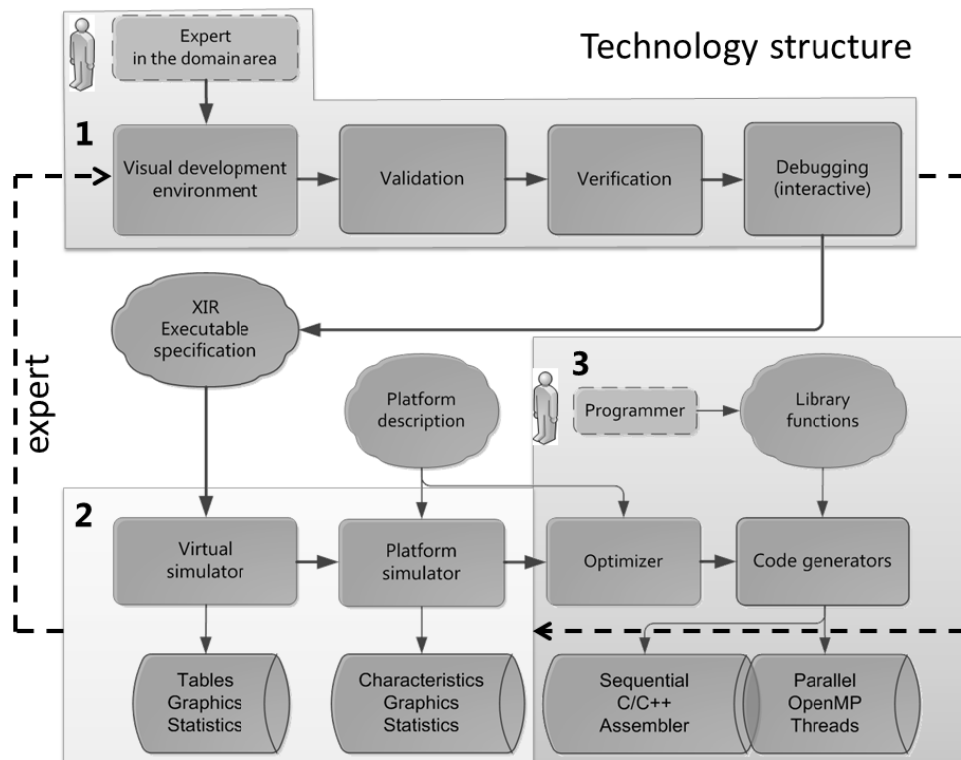 Technology structure
Expert
in the domain area
1
Visual development
environment
Validation
Verification
Debugging
(interactive)
XIR
Executable
specification
expert
Platform
description
3
Programmer
Library
functions
2
Virtual
simulator
Platform
simulator
Optimizer
Code generators
Tables
Graphics
Statistics
Characteristics
Graphics
Statistics
Sequential
C/C++
Assembler
Parallel
OpenMP
Threads